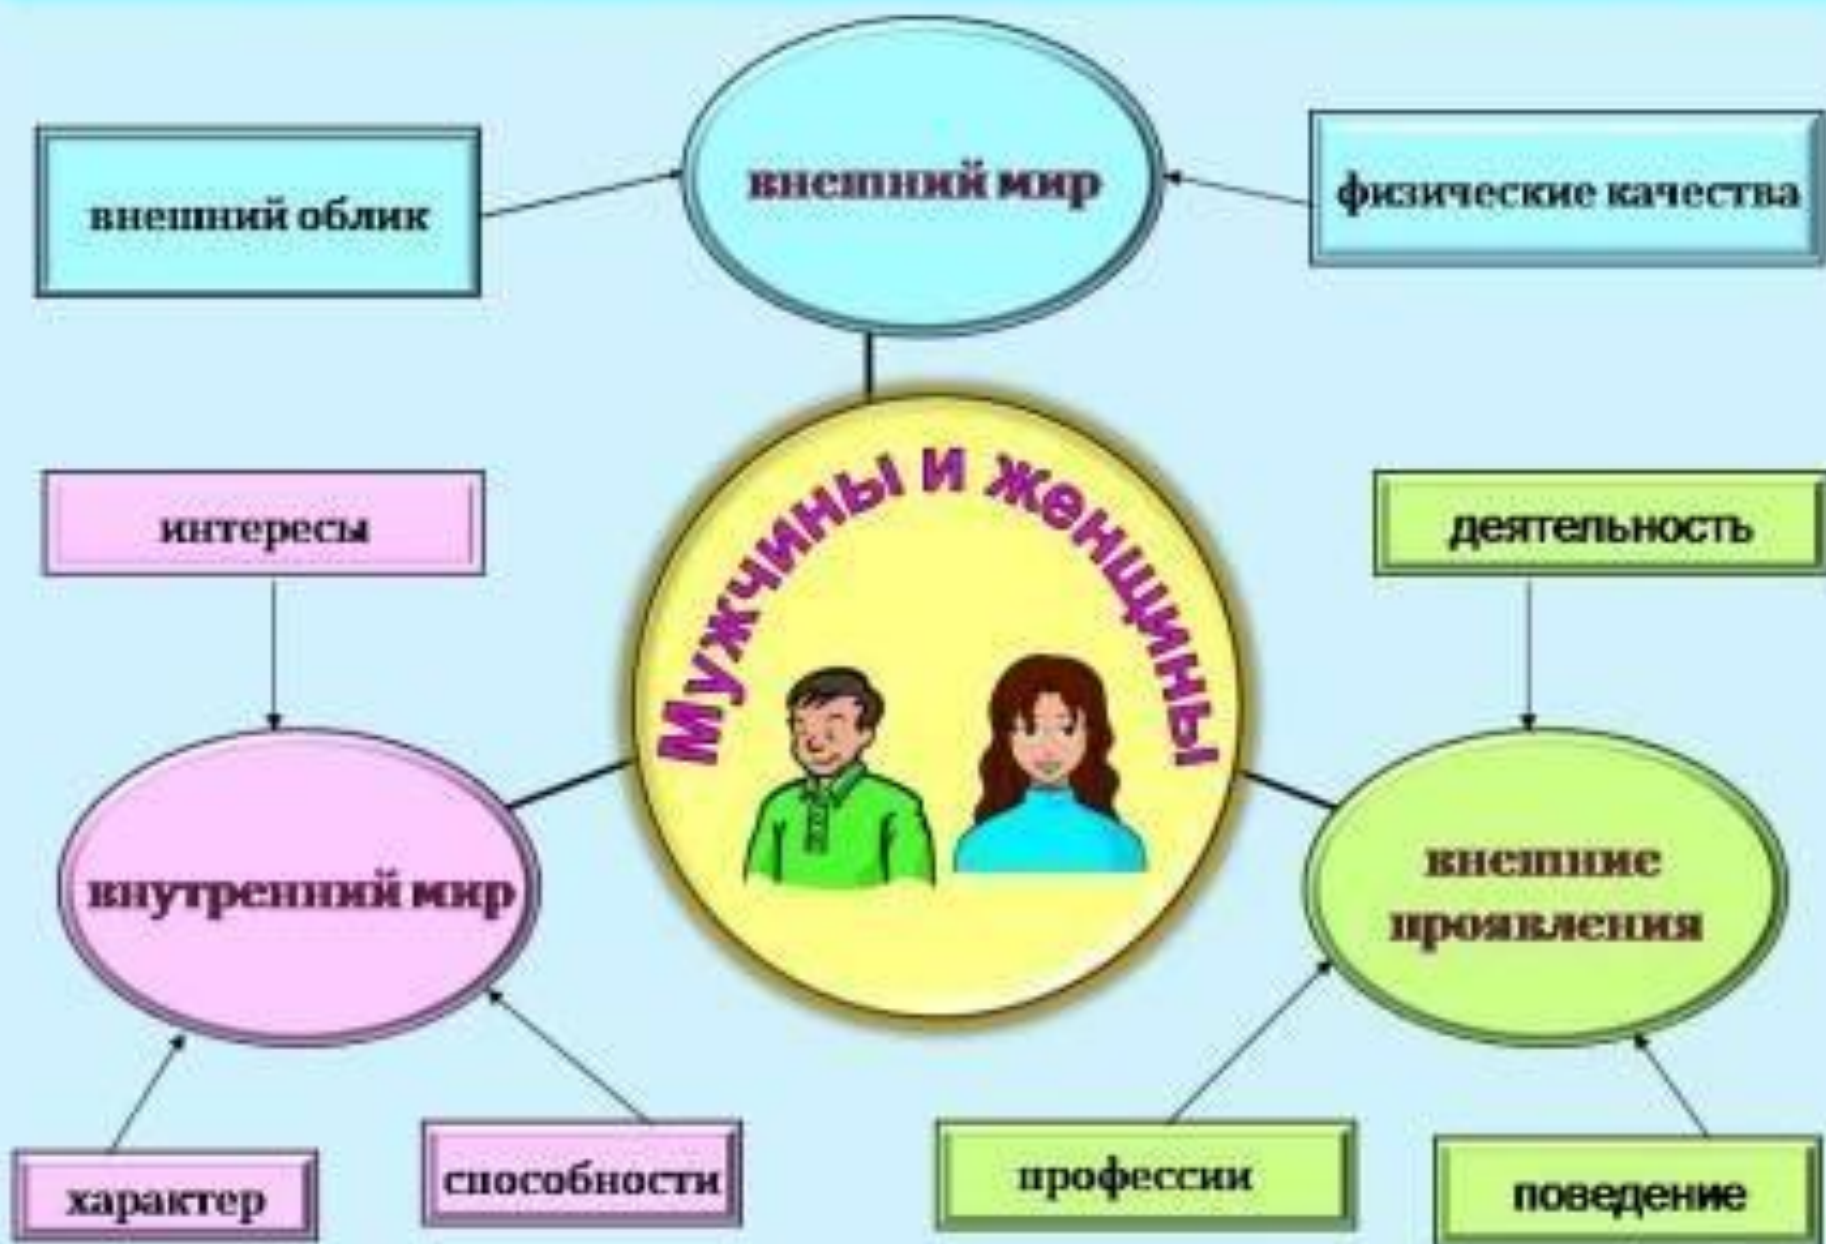 внешний мир
внешний облик
физические качества
Мужчины и женщины
интересы
деятельность
внутренний мир
внешние
проявления
характер
способности
профессии
поведение